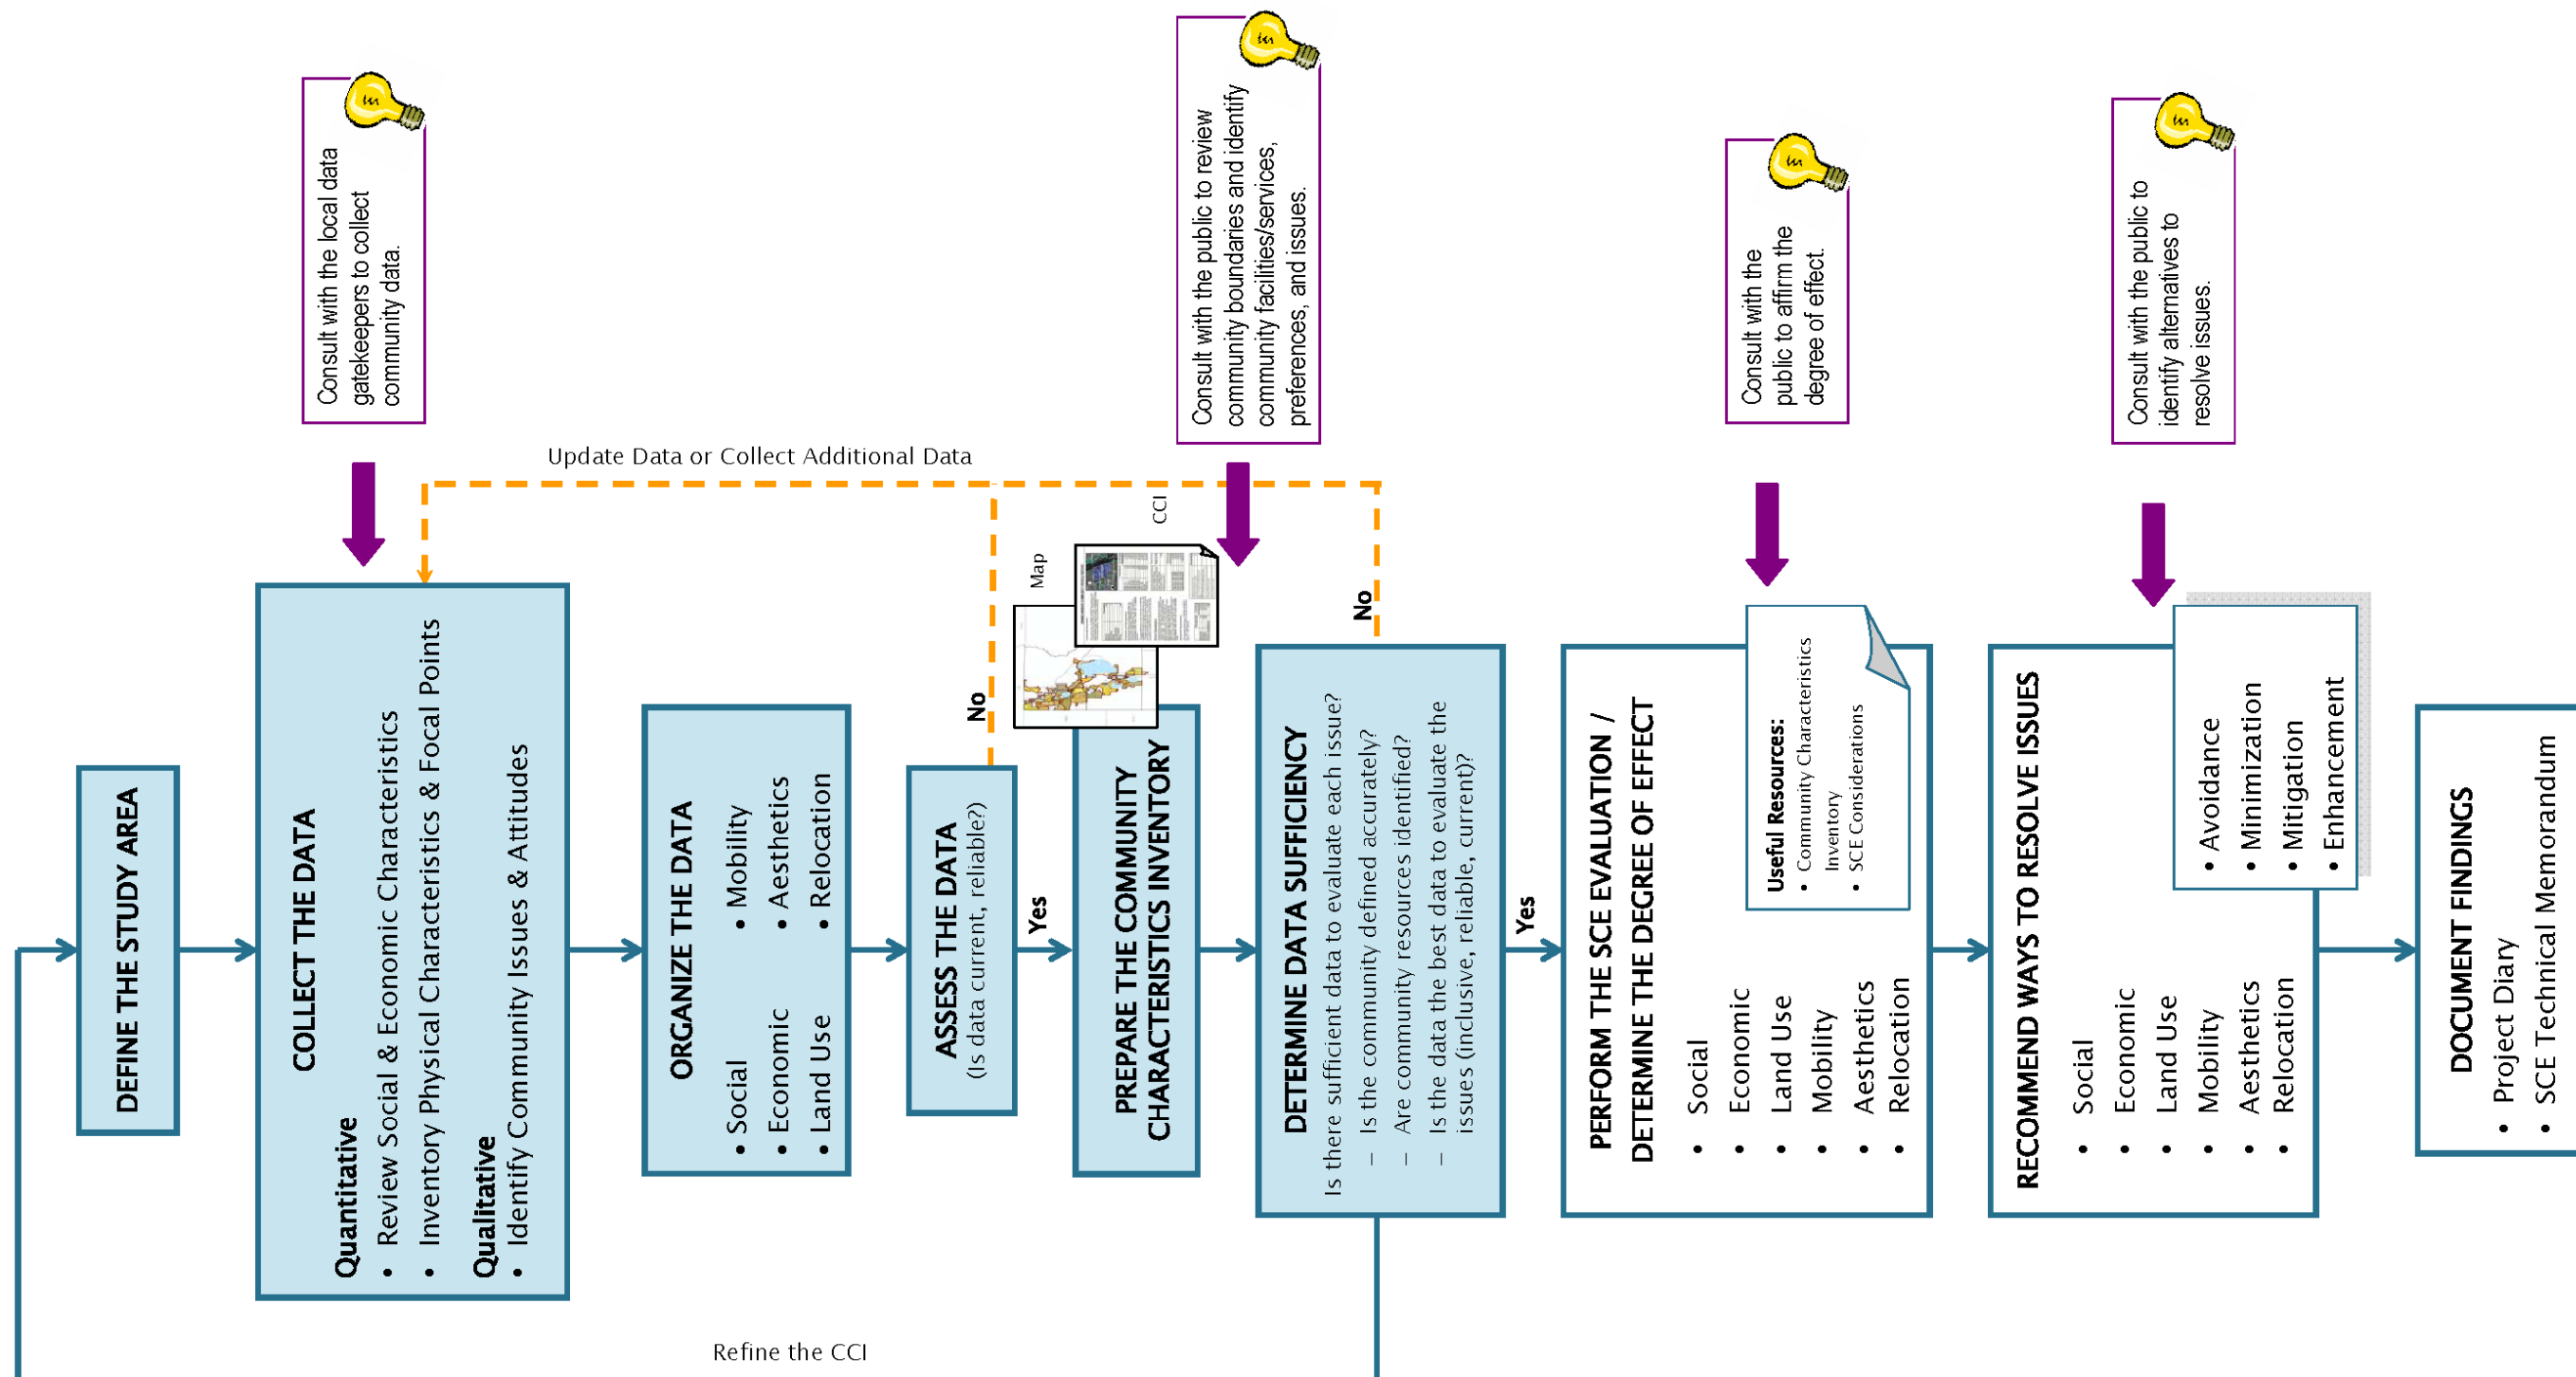 Consult with the local data
gatekeepers to collect
community data.
Consult with the public to review
community boundaries and identify
community facilities/services,
preferences, and issues.
Consult with the
public to affirm the
degree of effect.
Consult with the public to
identify alternatives to
resolve issues.
Update Data or Collect Additional Data
DEFINE THE STUDY AREA
COLLECT THE DATA
Quantitative
• Review Social & Economic Characteristics
• Inventory Physical Characteristics & Focal Points
Qualitative
• Identify Community Issues & Attitudes
ORGANIZE THE DATA
• Social
• Economic
• Land Use
• Mobility
• Aesthetics
• Relocation
ASSESS THE DATA
(Is data current, reliable?)
No
Yes
Map
CCI
PREPARE THE COMMUNITY
CHARACTERISTICS INVENTORY
DETERMINE DATA SUFFICIENCY
Is there sufficient data to evaluate each issue?
– Is the community defined accurately?
– Are community resources identified?
– Is the data the best data to evaluate the
issues (inclusive, reliable, current)?
No
Yes
PERFORM THE SCE EVALUATION /
DETERMINE THE DEGREE OF EFFECT
• Social
• Economic
• Land Use
• Mobility
• Aesthetics
• Relocation
Useful Resources:
• Community Characteristics
Inventory
• SCE Considerations
RECOMMEND WAYS TO RESOLVE ISSUES
• Social
• Economic
• Land Use
• Mobility
• Aesthetics
• Relocation
• Avoidance
• Minimization
• Mitigation
• Enhancement
DOCUMENT FINDINGS
• Project Diary
• SCE Technical Memorandum
Refine the CCI